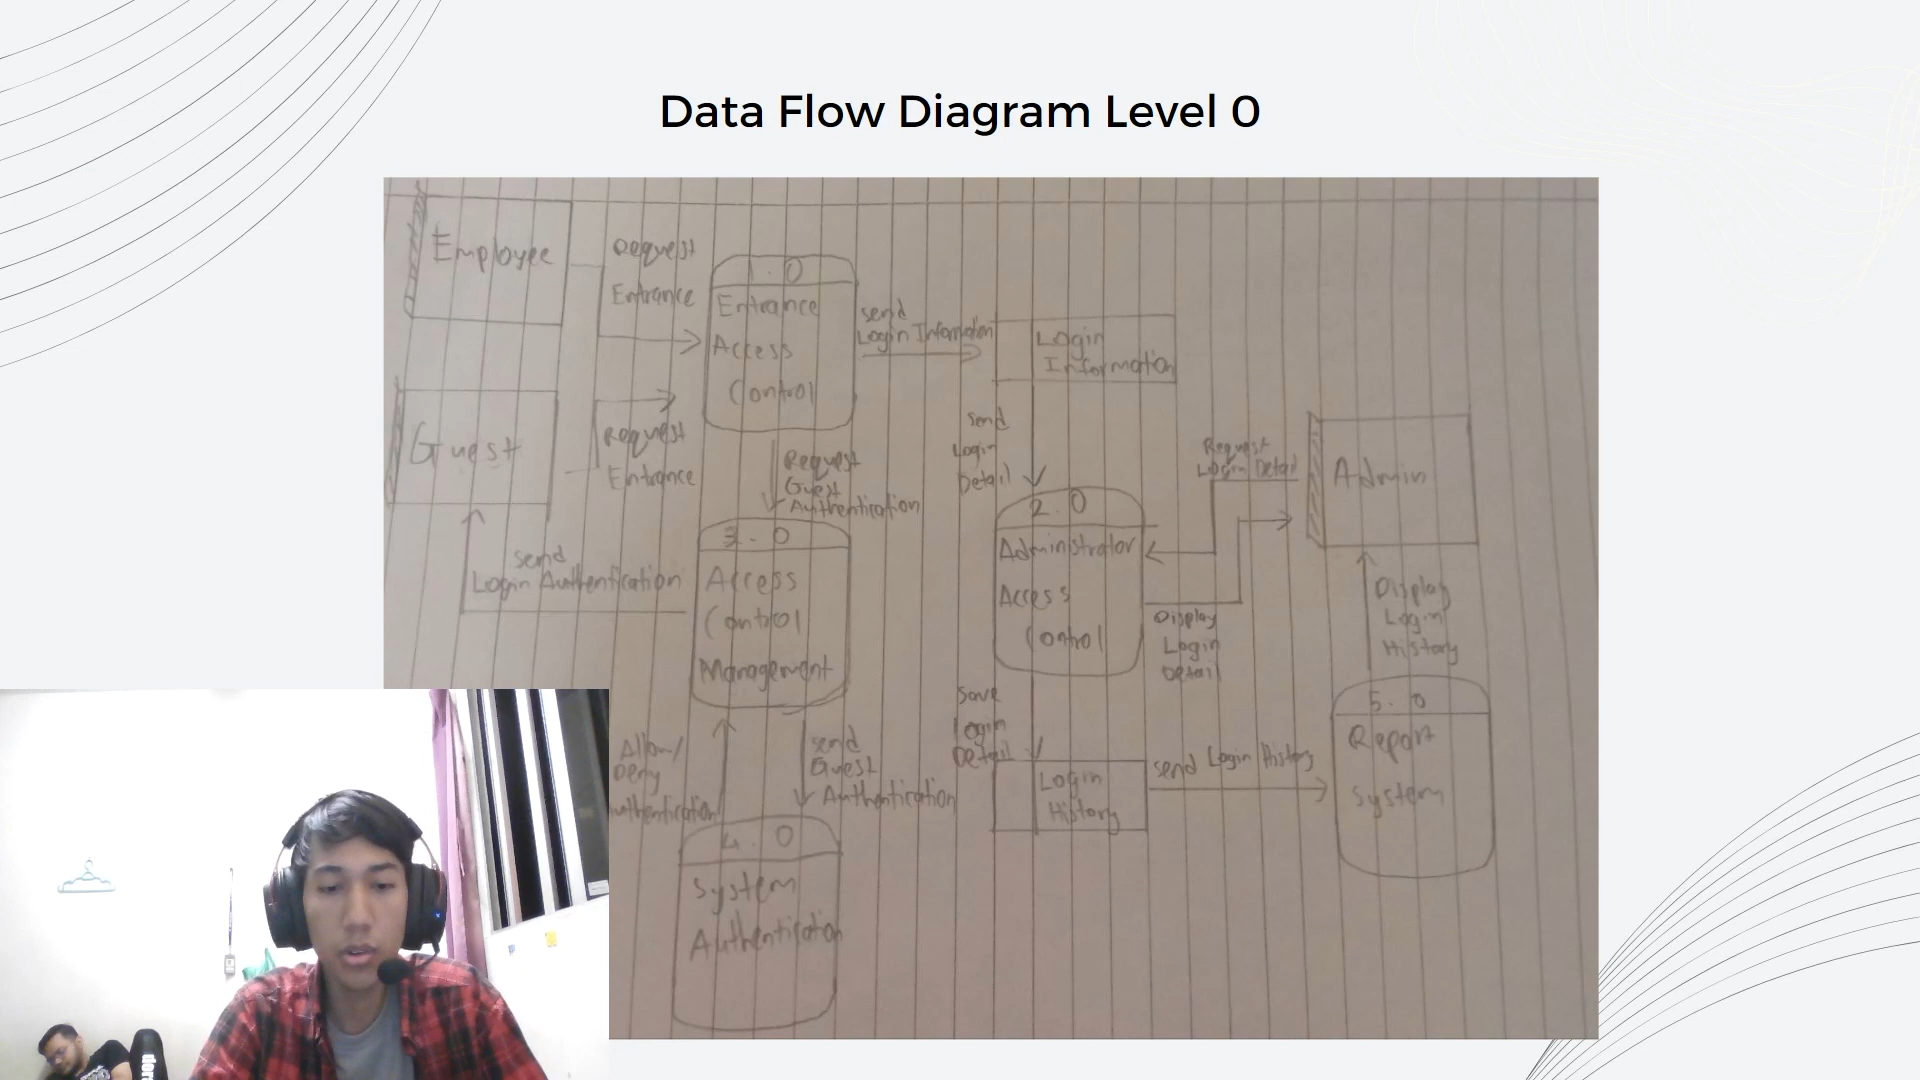 Data Flow Diagram Level 0
Employee
Request
Entrance
1.0
Entrance
Access
Control
send
Login Information
Login
Information
Guest
Request
Entrance
Request
Guest
Authentication
send
Login
Detail
Request
Login Detail
Admin
send
Login Authentication
3.0
Access
Control
Management
2.0
Administrator
Access
Control
Display
Login
Detail
Display
Login
History
Allow/
Deny
Authentication
send
Guest
Authentication
Save
Login
Detail
Login
History
send Login History
5.0
Report
System
4.0
System
Authentication